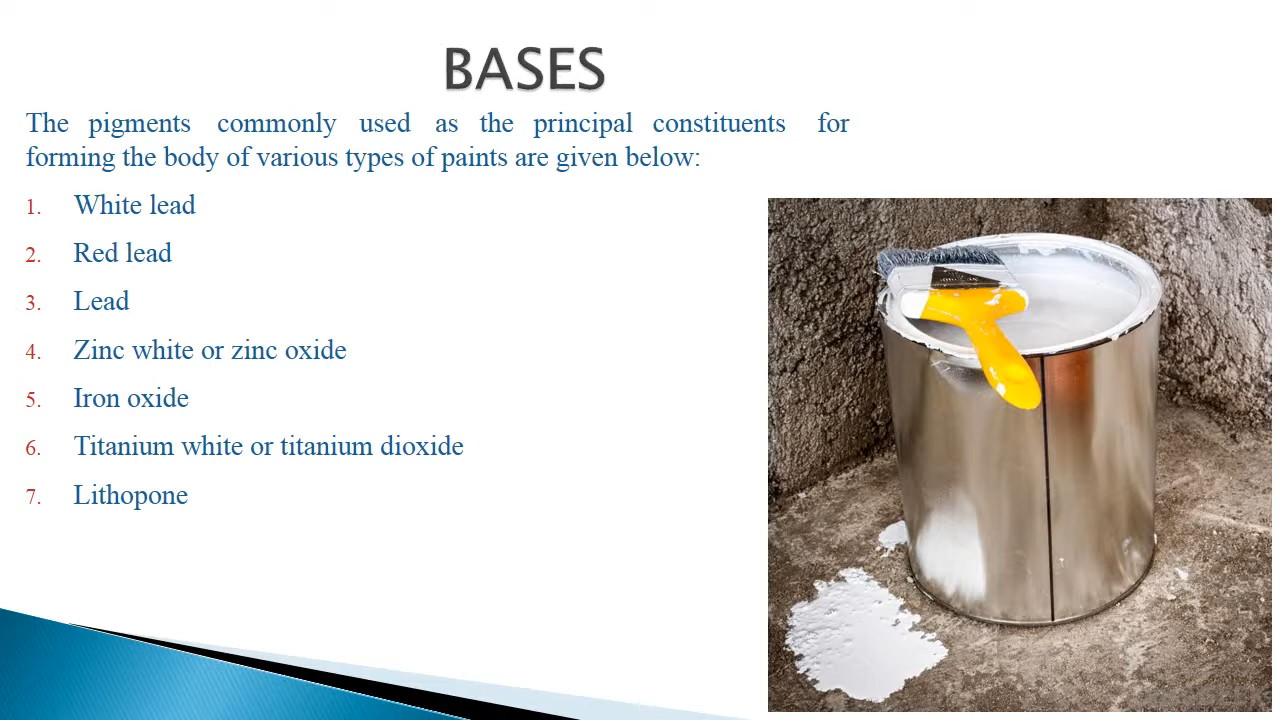 BASES
The pigments commonly used as the principal constituents for
forming the body of various types of paints are given below:
1. White lead
2. Red lead
3. Lead
4. Zinc white or zinc oxide
5. Iron oxide
6. Titanium white or titanium dioxide
7. Lithopone